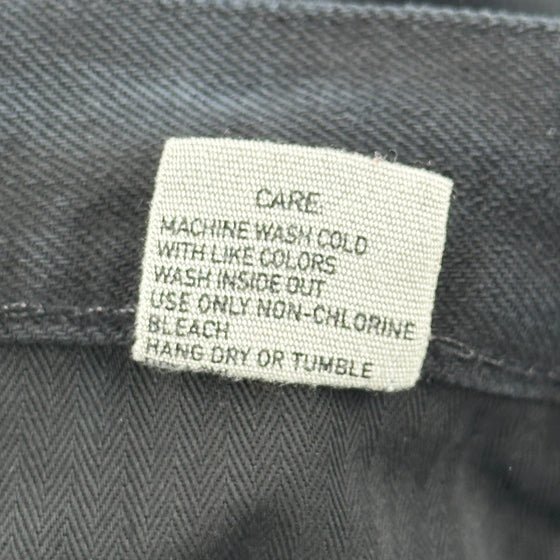 CARE:
MACHINE WASH COLD
WITH LIKE COLORS
WASH INSIDE OUT
USE ONLY NON-CHLORINE
BLEACH
HANG DRY OR TUMBLE